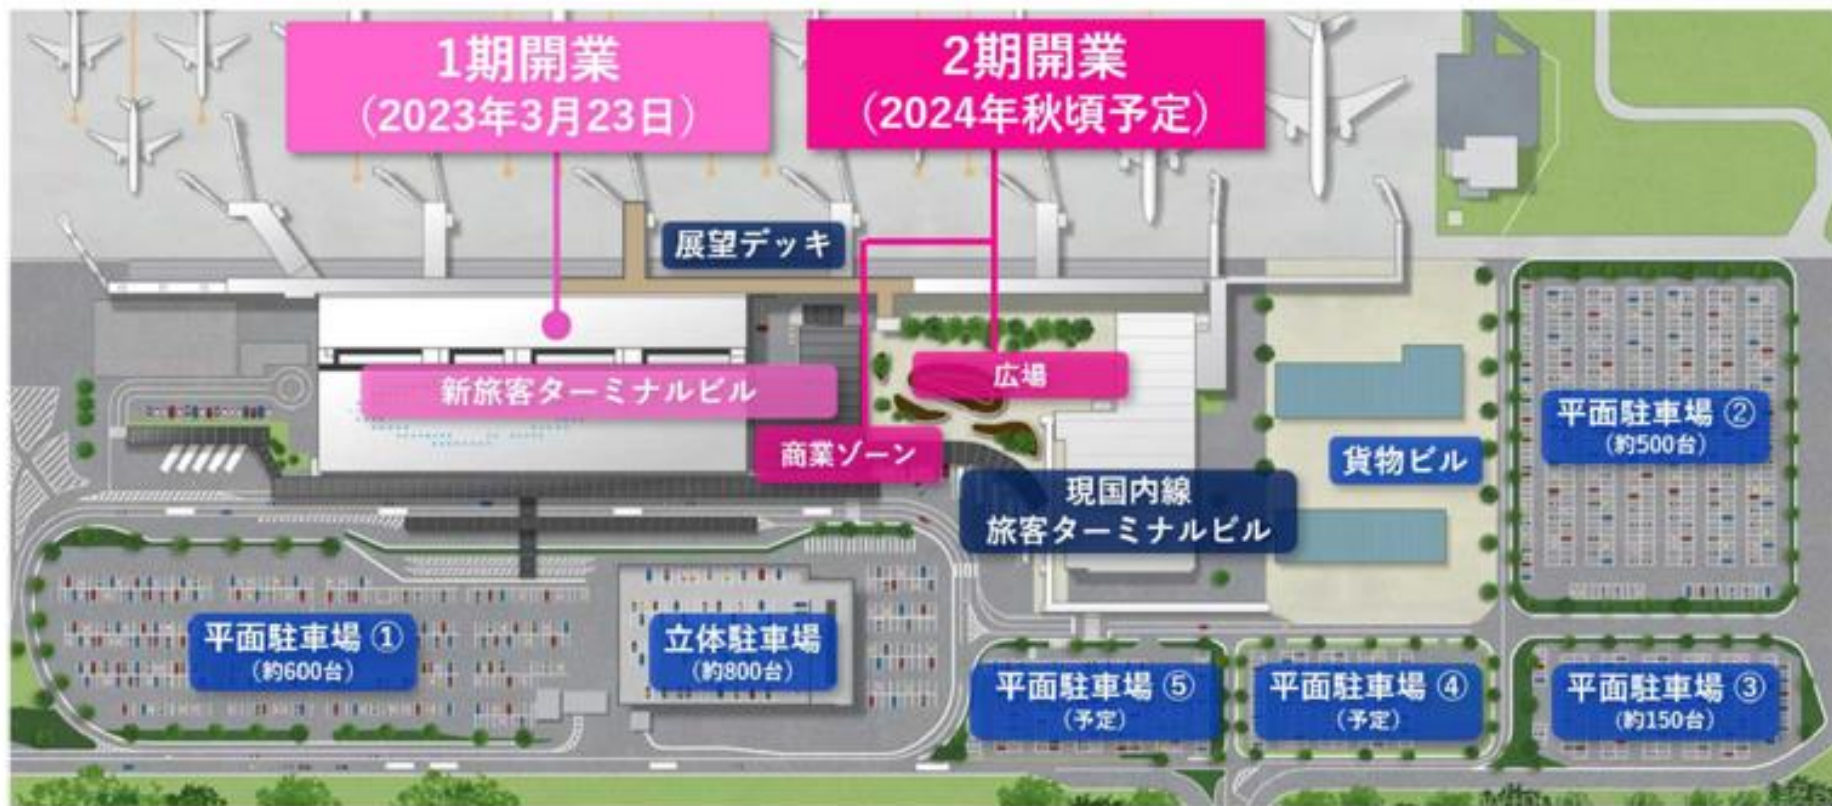 1期開業
(2023年3月23日)
2期開業
(2024年秋頃予定)
展望デッキ
新旅客ターミナルビル
広場
商業ゾーン
現国内線
旅客ターミナルビル
貨物ビル
平面駐車場 ②
(約500台)
平面駐車場 ①
(約600台)
立体駐車場
(約800台)
平面駐車場 ⑤
(予定)
平面駐車場 ④
(予定)
平面駐車場 ③
(約150台)